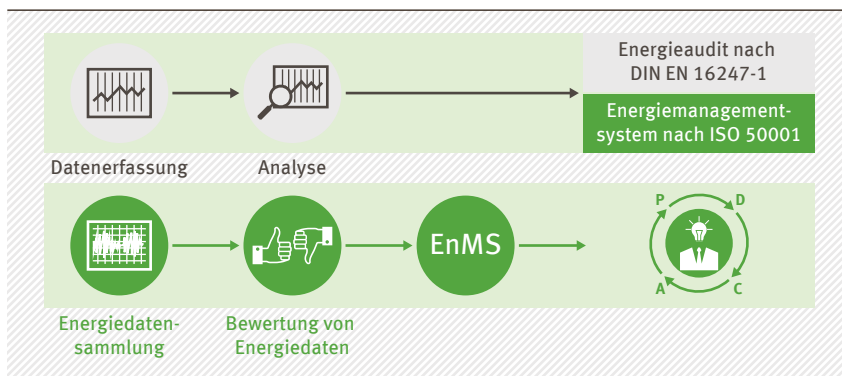 Energieaudit nach
DIN EN 16247-1
Energiemanagement-
system nach ISO 50001
Datenerfassung
Analyse
EnMS
P
D
A
C
Energiedaten-
sammlung
Bewertung von
Energiedaten